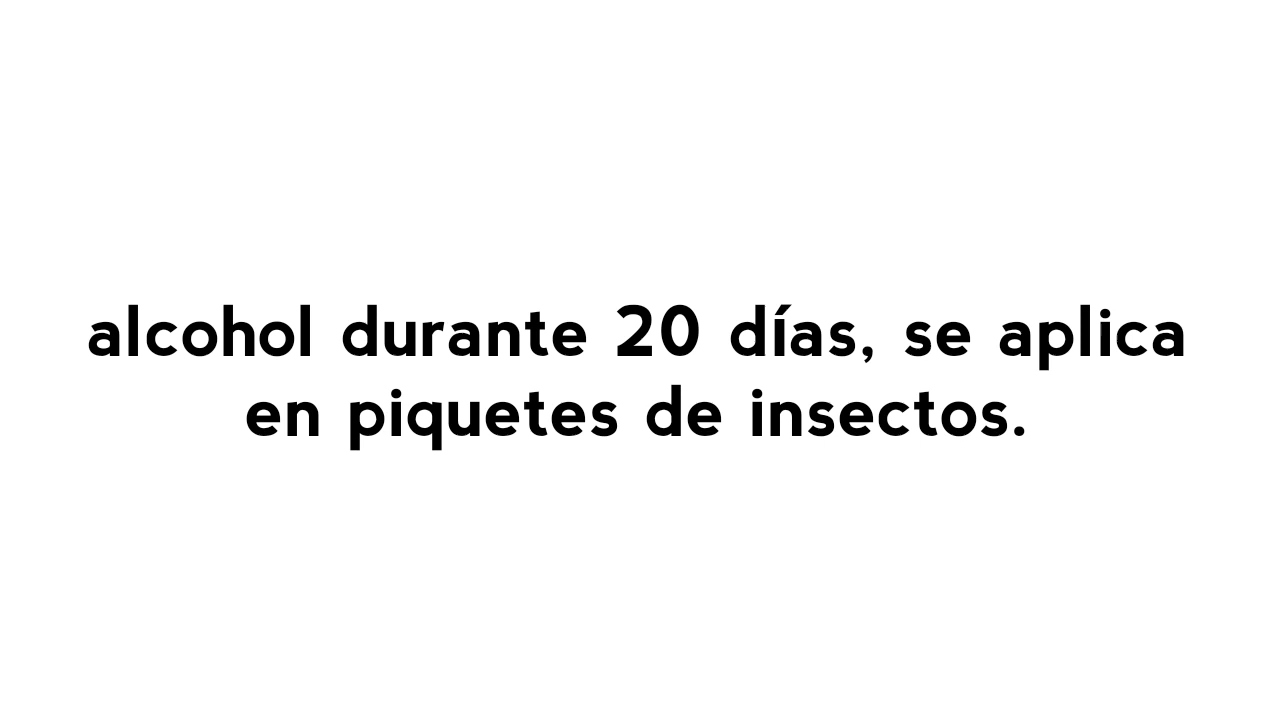 alcohol durante 20 días, se aplica
en piquetes de insectos.